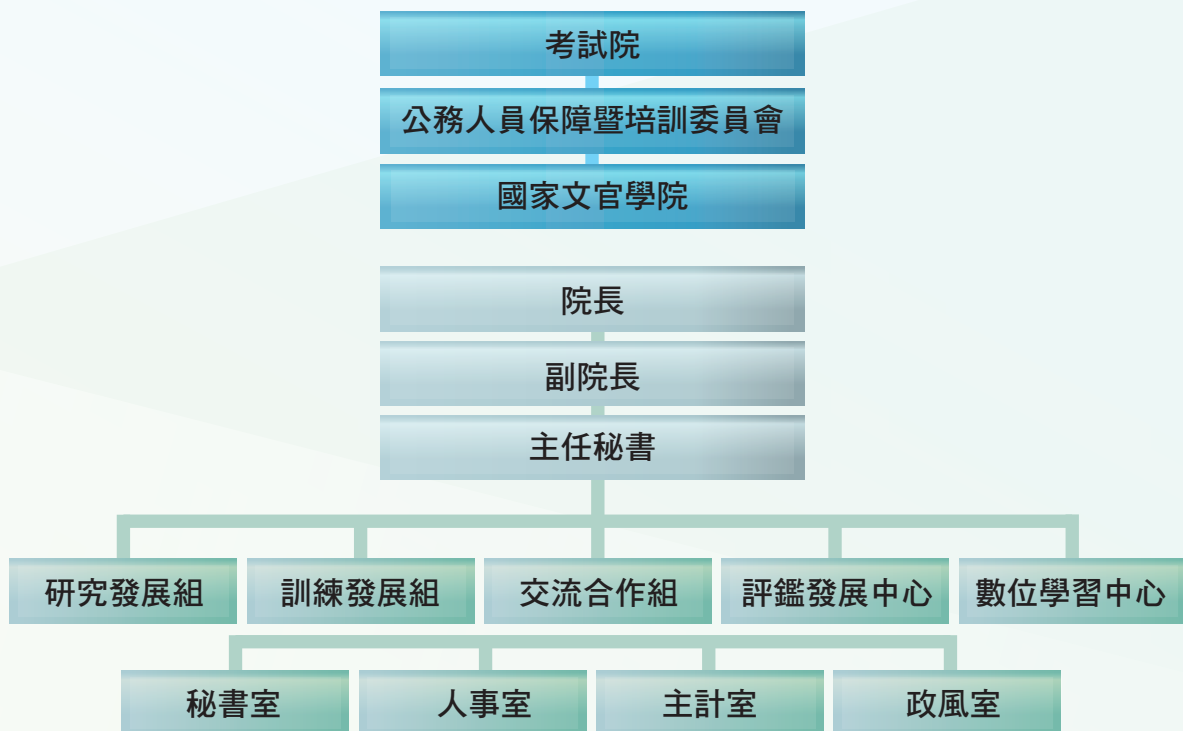 考試院
公務人員保障暨培訓委員會
國家文官學院
院長
副院長
主任秘書
研究發展組 訓練發展組 交流合作組 評鑑發展中心 數位學習中心
秘書室 人事室 主計室 政風室